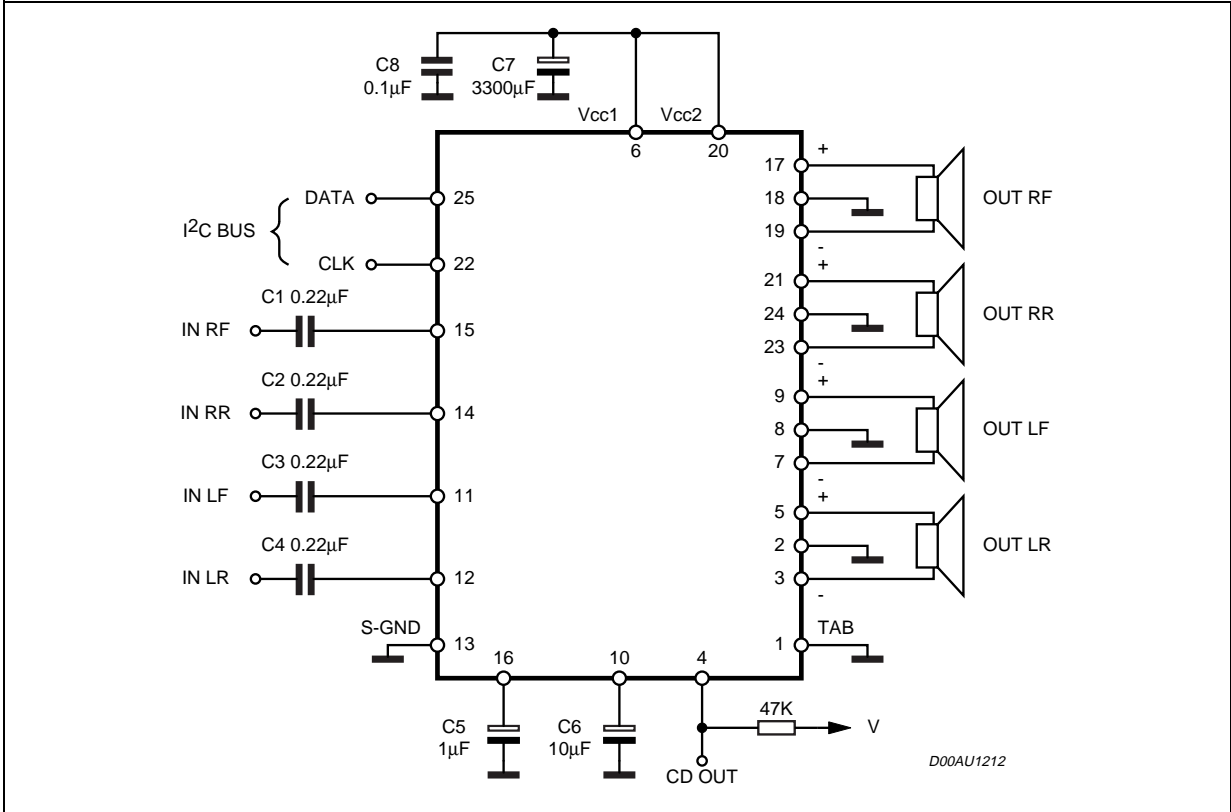 C8
0.1µF
C7
3300µF
Vcc1
Vcc2
6
20
I2C BUS
DATA
25
CLK
22
C1 0.22µF
IN RF
15
C2 0.22µF
IN RR
14
C3 0.22µF
IN LF
11
C4 0.22µF
IN LR
12
S-GND
13
17
+
18
19
-
OUT RF
21
+
24
23
-
OUT RR
9
+
8
7
-
OUT LF
5
+
2
3
-
OUT LR
1
TAB
16
10
4
C5
1µF
C6
10µF
47K
V
CD OUT
D00AU1212